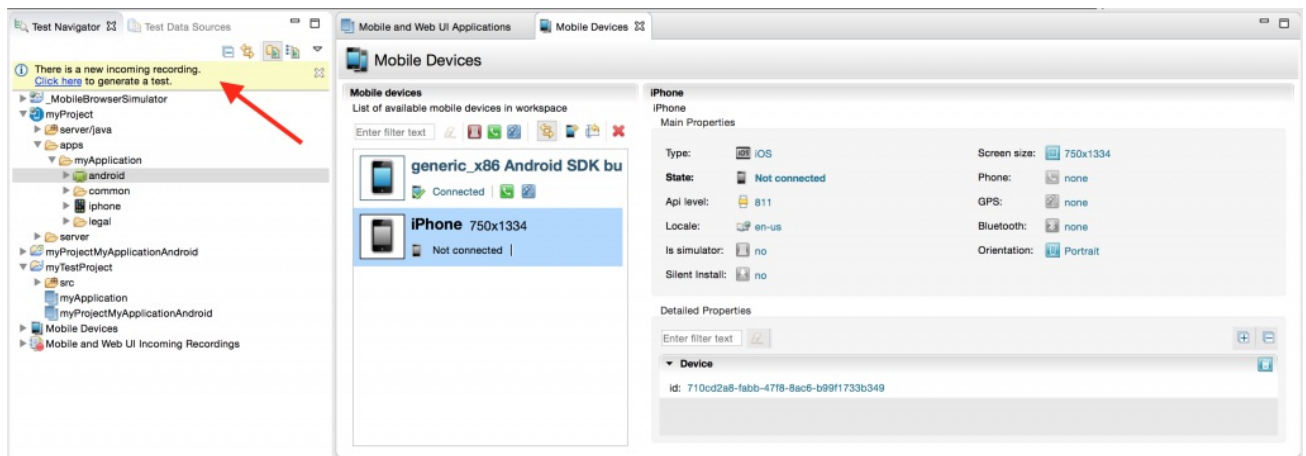 Test Navigator
Test Data Sources
There is a new incoming recording.
Click here to generate a test.
_MobileBrowserSimulator
myProject
server/java
apps
myApplication
android
common
iphone
legal
server
myProjectMyApplicationAndroid
myTestProject
src
myApplication
myProjectMyApplicationAndroid
Mobile Devices
Mobile and Web UI Incoming Recordings
Mobile and Web UI Applications
Mobile Devices
Mobile Devices
Mobile devices
List of available mobile devices in workspace
Enter filter text
generic_x86 Android SDK bu
Connected
iPhone 750x1334
Not connected
iPhone
iPhone
Main Properties
Type: iOS iOS
State: Not connected
Api level: 811
Locale: en-us
Is simulator: no
Silent Install: no
Screen size: 750x1334
Phone: none
GPS: none
Bluetooth: none
Orientation: Portrait
Detailed Properties
Enter filter text
Device
id: 710cd2a8-fabb-47f8-8ac6-b99f1733b349